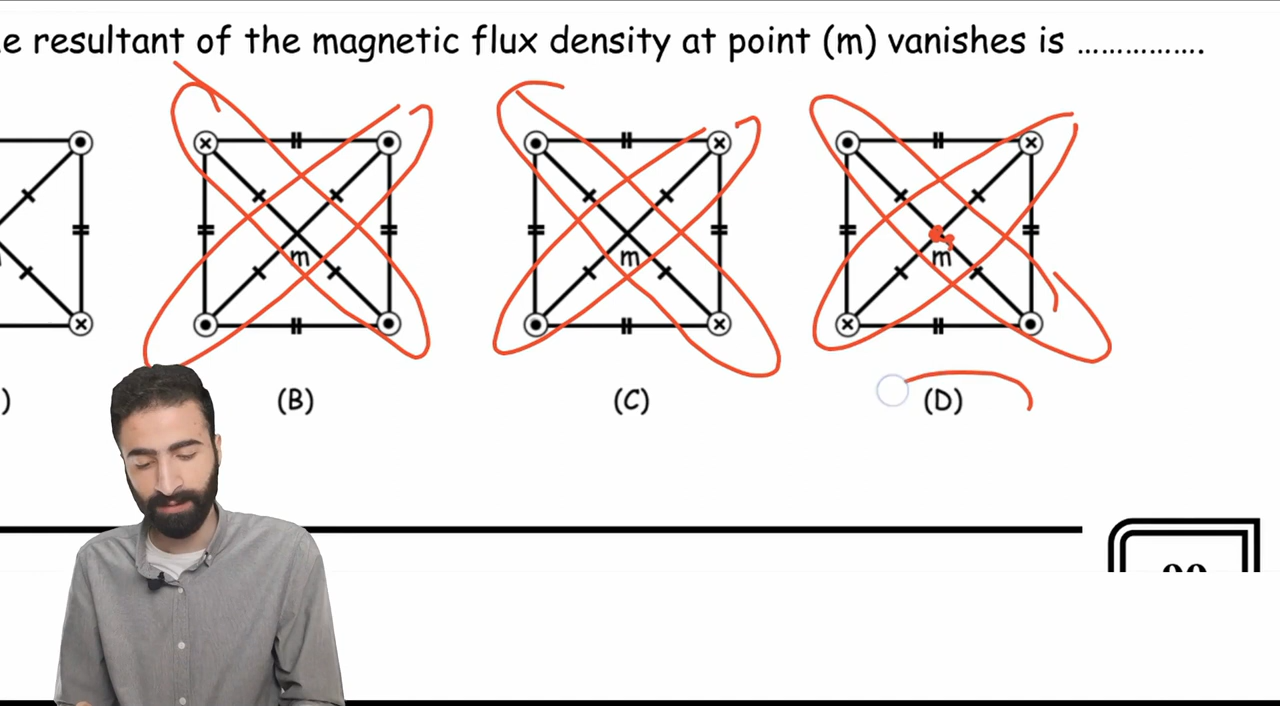 e resultant of the magnetic flux density at point (m) vanishes is ................
m m m
) (B) (C) (D)